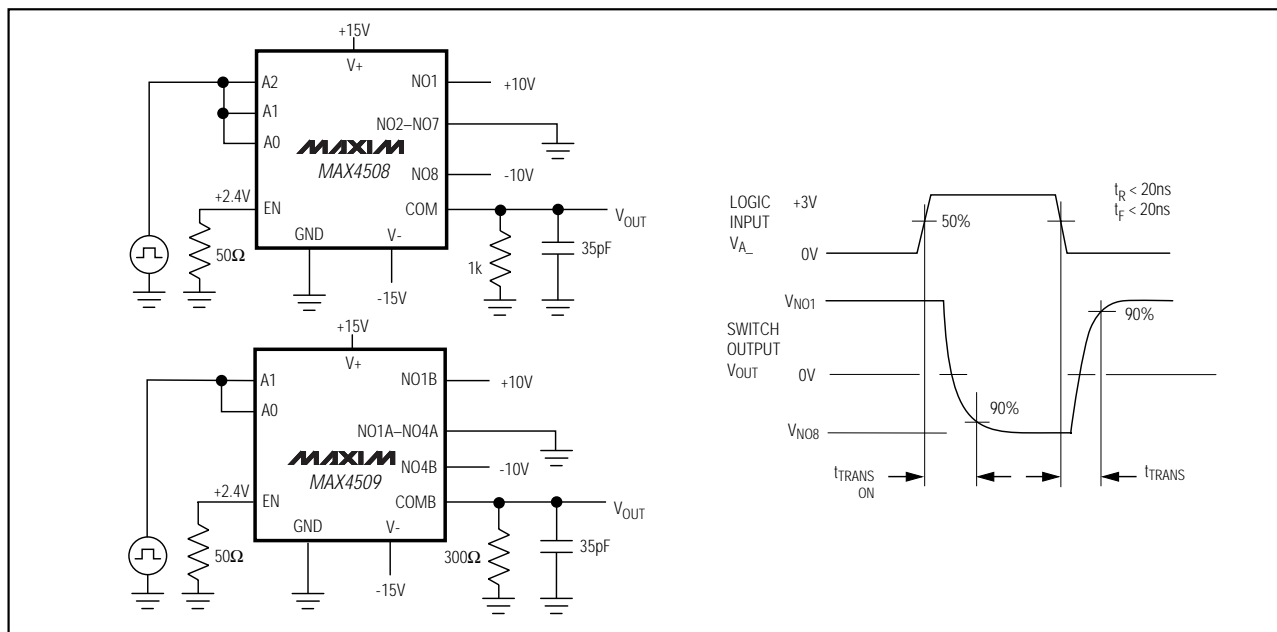 +15V
V+
A2
A1
A0
NO1
+10V
NO2–NO7
MAXIM
MAX4508
NO8
-10V
+2.4V
EN
COM
VOUT
GND
V-
50Ω
1k
35pF
-15V
+15V
V+
A1
A0
NO1B
+10V
NO1A–NO4A
MAXIM
MAX4509
NO4B
-10V
+2.4V
EN
COMB
VOUT
GND
V-
50Ω
300Ω
35pF
-15V
LOGIC
INPUT
VA_
+3V
0V
50%
tR < 20ns
tF < 20ns
VNO1
SWITCH
OUTPUT
VOUT
0V
90%
90%
VNO8
tTRANS
ON
tTRANS